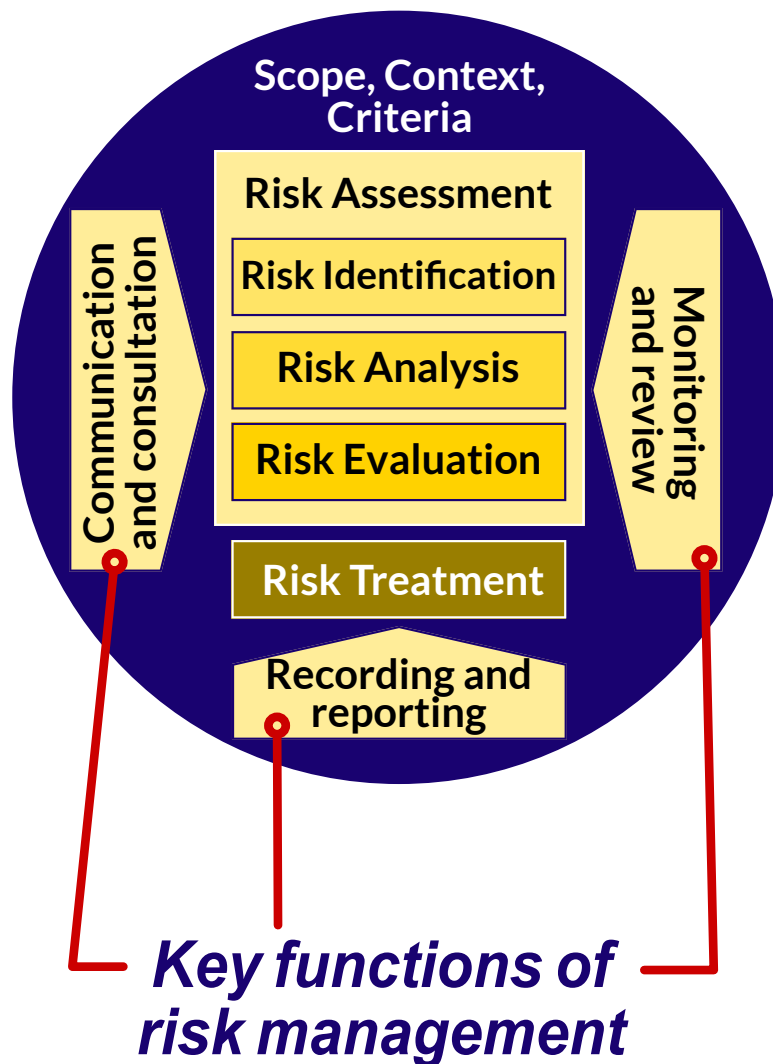 Scope, Context,
Criteria
Risk Assessment
Risk Identification
Risk Analysis
Risk Evaluation
Communication
and consultation
Monitoring
and review
Risk Treatment
Recording and
reporting
Key functions of
risk management